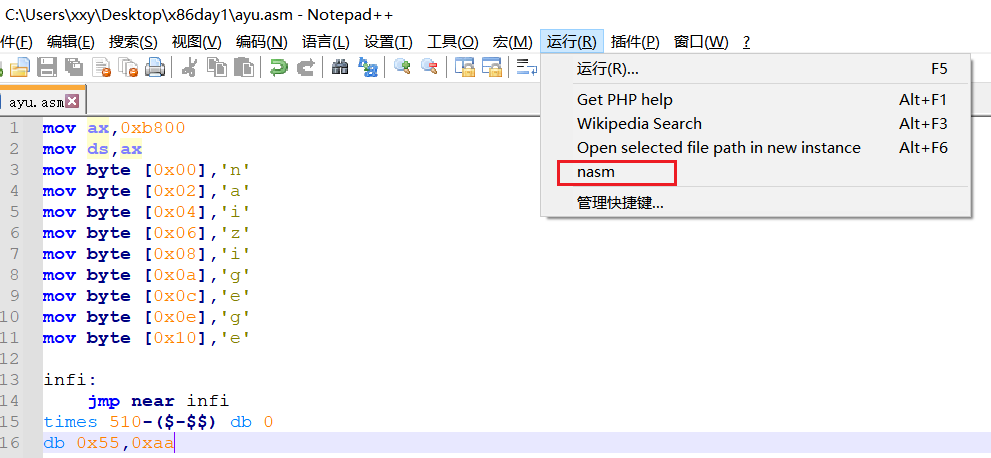 C:\Users\xxy\Desktop\x86day1\ayu.asm - Notepad++
件(F) 编辑(E) 搜索(S) 视图(V) 编码(N) 语言(L) 设置(T) 工具(O) 宏(M) 运行(R) 插件(P) 窗口(W) ?
运行(R)... F5
Get PHP help Alt+F1
Wikipedia Search Alt+F3
Open selected file path in new instance Alt+F6
nasm
管理快捷键...
ayu.asm
1 mov ax,0xb800
2 mov ds,ax
3 mov byte [0x00],'n'
4 mov byte [0x02],'a'
5 mov byte [0x04],'i'
6 mov byte [0x06],'z'
7 mov byte [0x08],'i'
8 mov byte [0x0a],'g'
9 mov byte [0x0c],'e'
10 mov byte [0x0e],'g'
11 mov byte [0x10],'e'
12
13 infi:
14 jmp near infi
15 times 510-($-$$) db 0
16 db 0x55,0xaa